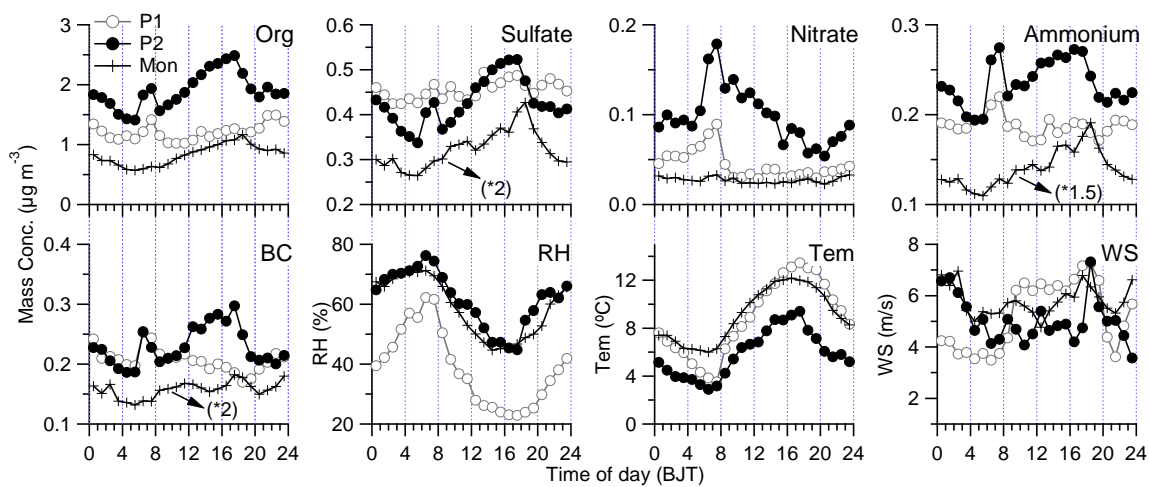 P1
P2
Mon
Org
Sulfate
Nitrate
Ammonium
3
2
1
0
0.6
0.5
0.4
0.3
0.2
(*2)
0.2
0.1
0.0
0.3
0.2
0.1
(*1.5)
Mass Conc. (µg m-3)
BC
RH
Tem
WS
0.4
0.3
0.2
0.1
(*2)
RH (%)
80
60
40
20
Tem (ºC)
12
8
4
0
WS (m/s)
8
6
4
2
0 4 8 12 16 20 24
0 4 8 12 16 20 24
0 4 8 12 16 20 24
0 4 8 12 16 20 24
Time of day (BJT)